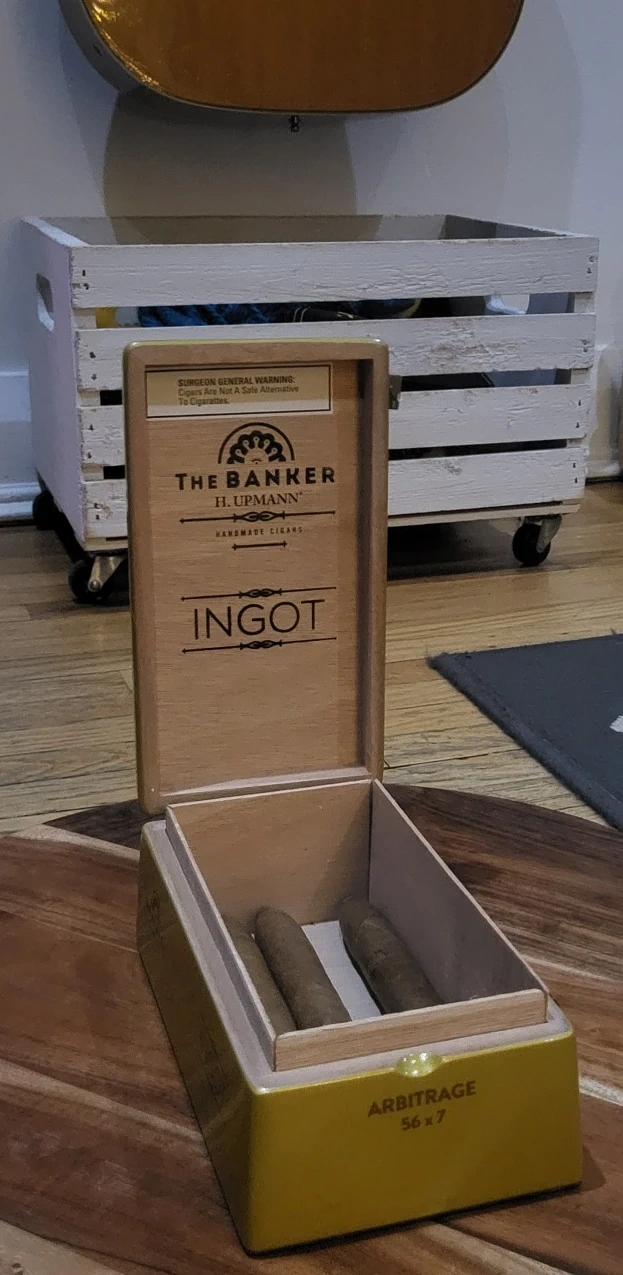 SURGEON GENERAL WARNING:
Cigars Are Not A Safe Alternative
To Cigarettes.
THE BANKER
H. UPMANN
HANDMADE CIGARS
INGOT
ARBITRAGE
56 x 7